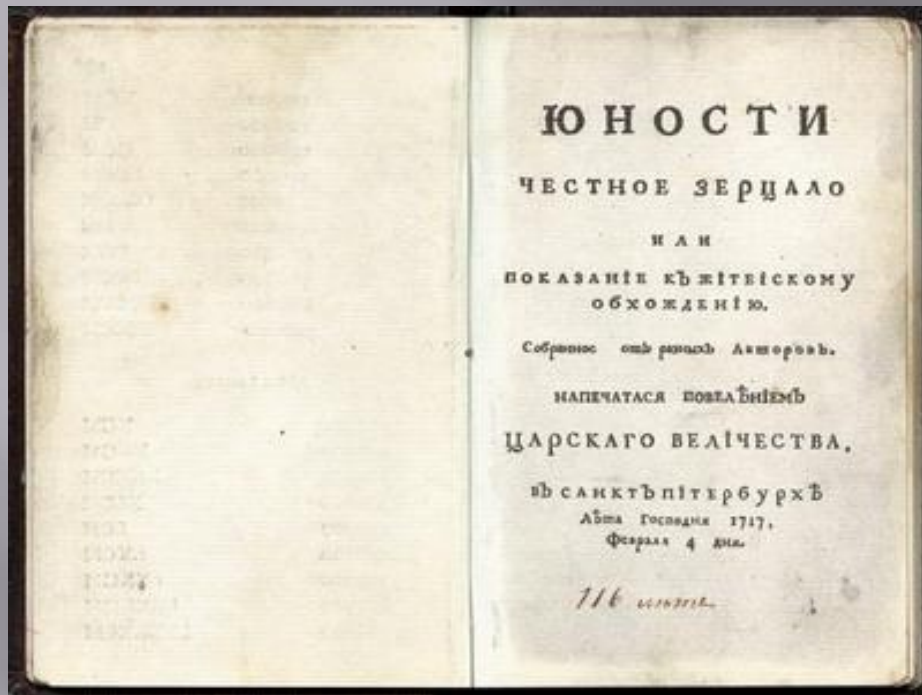 ЮНОСТИ
ЧЕСТНОЕ ЗЕРЦАЛО
ИЛИ
ПОКАЗАНІЕ КЪ ЖІТЕІСКОМУ
ОБХОЖДЕНІЮ.
Собранное отъ разныхъ Авторовъ.
НАПЕЧАТАСЯ ПОВЕЛѢНІЕМЪ
ЦАРСКАГО ВЕЛІЧЕСТВА,
ВЪ САНКТЪПІТЕРБУРХѢ
Лѣта Господня 1717,
Февраля 4 дня.
116